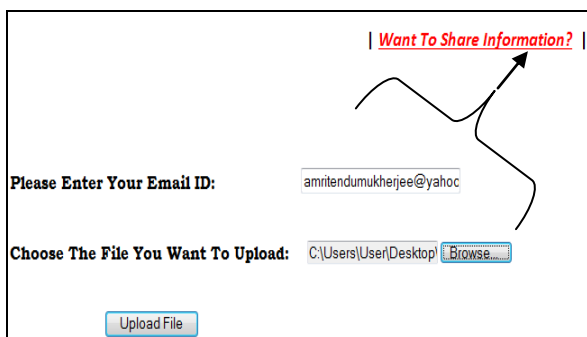 | Want To Share Information? |
Please Enter Your Email ID: amritendumukherjee@yahoc
Choose The File You Want To Upload: C:\Users\User\Desktop\ Browse...
Upload File